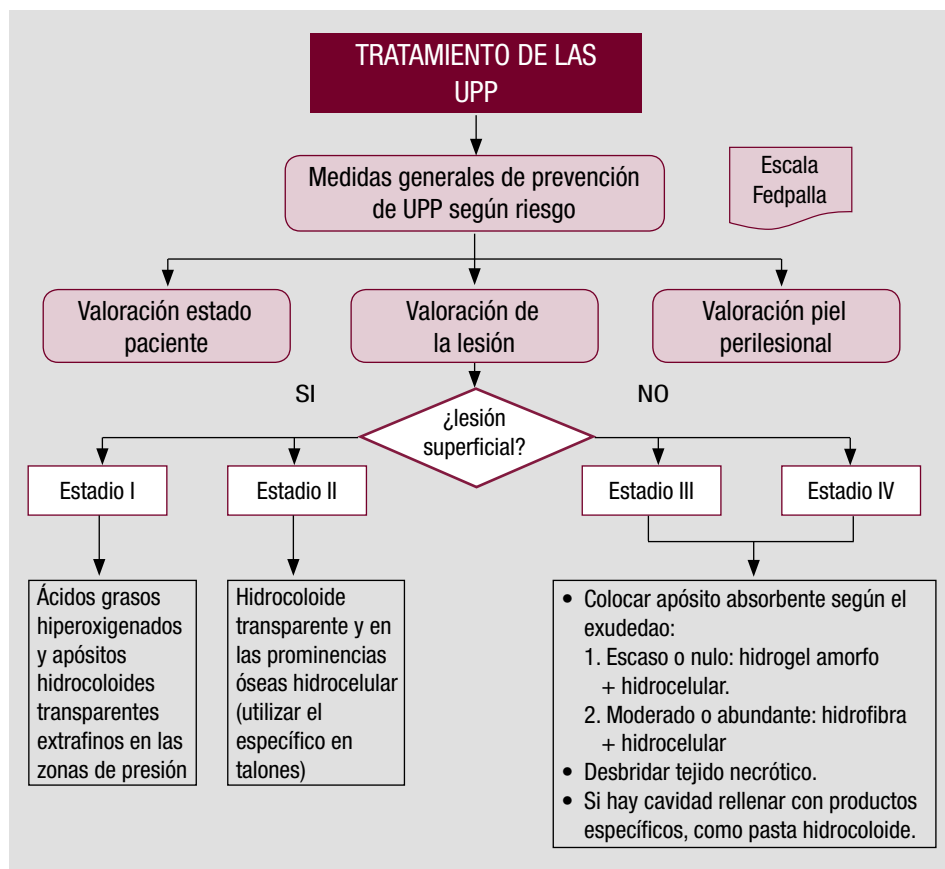 TRATAMIENTO DE LAS
UPP
Medidas generales de prevención
de UPP según riesgo
Escala
Fedpalla
Valoración estado
paciente
Valoración de
la lesión
Valoración piel
perilesional
SI
NO
¿lesión
superficial?
Estadio I
Estadio II
Estadio III
Estadio IV
Ácidos grasos
hiperoxigenados
y apósitos
hidrocoloides
transparentes
extrafinos en las
zonas de presión
Hidrocoloide
transparente y en
las prominencias
óseas hidrocelular
(utilizar el
específico en
talones)
• Colocar apósito absorbente según el
exudedao:
1. Escaso o nulo: hidrogel amorfo
+ hidrocelular.
2. Moderado o abundante: hidrofibra
+ hidrocelular
• Desbridar tejido necrótico.
• Si hay cavidad rellenar con productos
específicos, como pasta hidrocoloide.